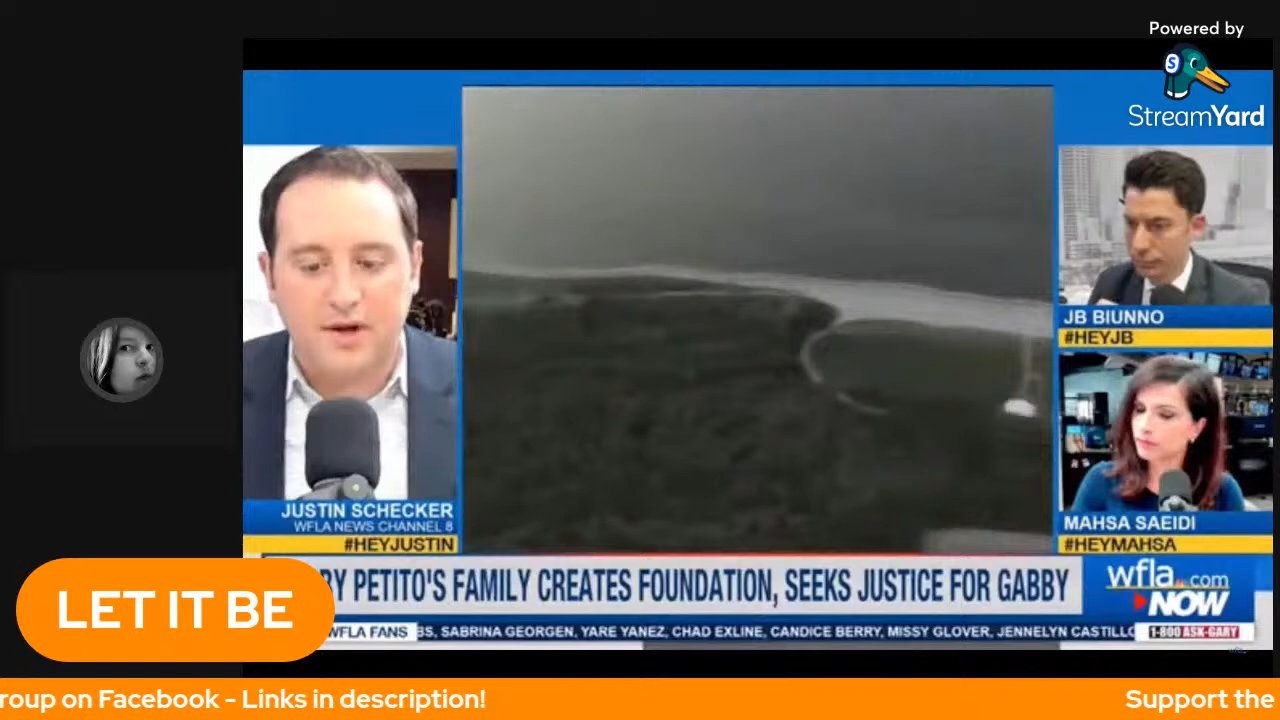 Powered by
StreamYard
JUSTIN SCHECKER
WFLA NEWS CHANNEL 8
#HEYJUSTIN
JB BIUNNO
#HEYJB
MAHSA SAEIDI
#HEYMAHSA
BY PETITO'S FAMILY CREATES FOUNDATION, SEEKS JUSTICE FOR GABBY
wfla.com
NOW
LET IT BE
WFLA FANS
BS, SABRINA GEORGEN, YARE YANEZ, CHAD EXLINE, CANDICE BERRY, MISSY GLOVER, JENNELYN CASTILLO
1-800 ASK-GARY
roup on Facebook - Links in description!
Support the